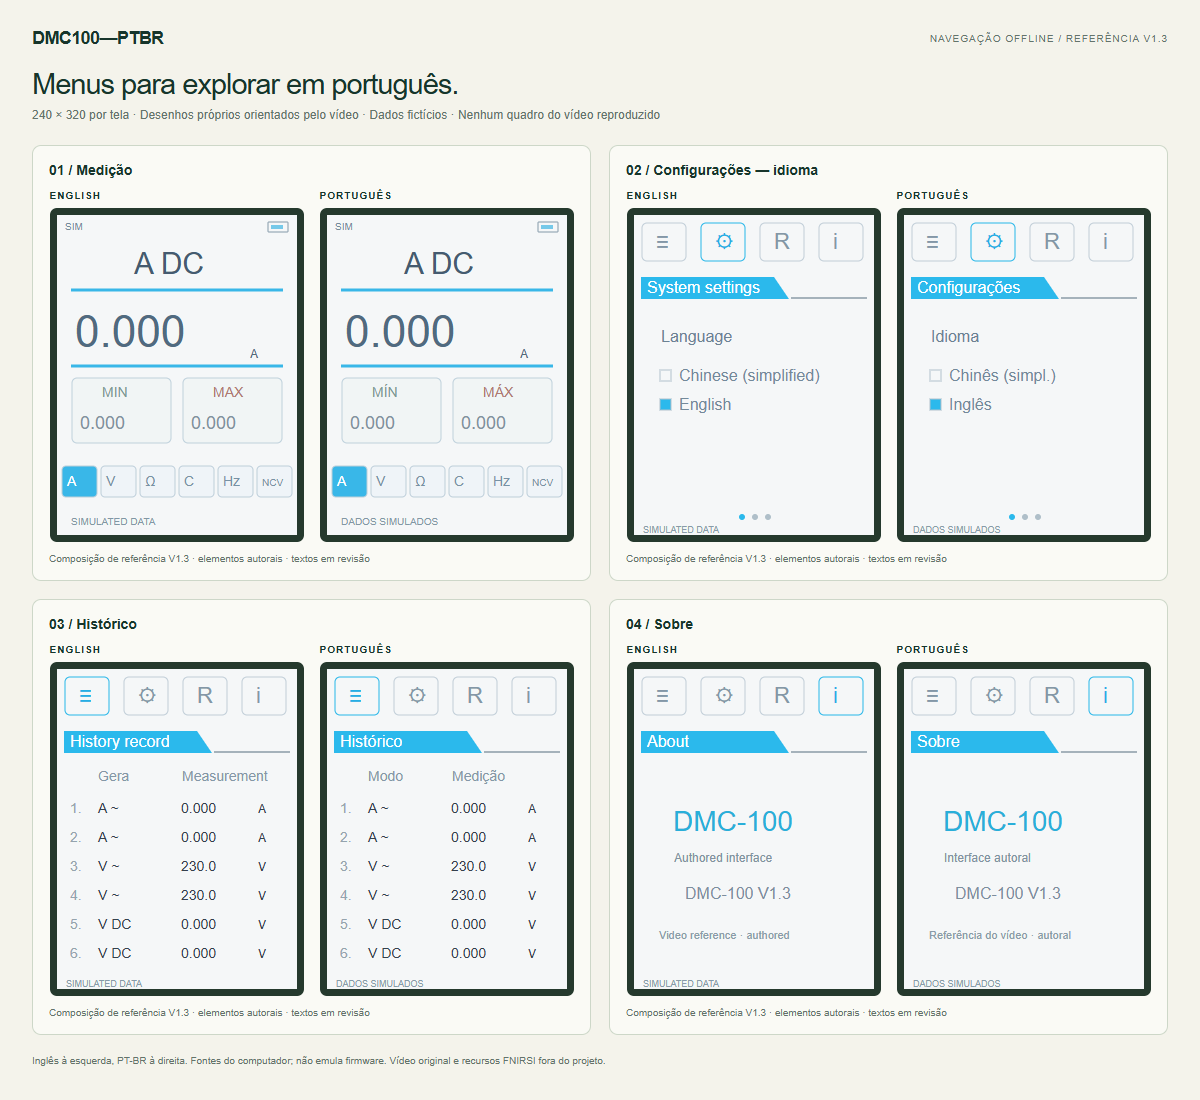 DMC100—PTBR
NAVEGAÇÃO OFFLINE / REFERÊNCIA V1.3
Menus para explorar em português.
240 × 320 por tela · Desenhos próprios orientados pelo vídeo · Dados fictícios · Nenhum quadro do vídeo reproduzido
01 / Medição
ENGLISH
SIM
A DC
0.000
A
MIN
MAX
0.000
0.000
A V Ω C Hz NCV
SIMULATED DATA
PORTUGUÊS
SIM
A DC
0.000
A
MÍN
MÁX
0.000
0.000
A V Ω C Hz NCV
DADOS SIMULADOS
Composição de referência V1.3 · elementos autorais · textos em revisão
02 / Configurações — idioma
ENGLISH
R i
System settings
Language
Chinese (simplified)
English
SIMULATED DATA
PORTUGUÊS
R i
Configurações
Idioma
Chinês (simpl.)
Inglês
DADOS SIMULADOS
Composição de referência V1.3 · elementos autorais · textos em revisão
03 / Histórico
ENGLISH
R i
History record
Gera Measurement
1. A ~ 0.000 A
2. A ~ 0.000 A
3. V ~ 230.0 V
4. V ~ 230.0 V
5. V DC 0.000 V
6. V DC 0.000 V
SIMULATED DATA
PORTUGUÊS
R i
Histórico
Modo Medição
1. A ~ 0.000 A
2. A ~ 0.000 A
3. V ~ 230.0 V
4. V ~ 230.0 V
5. V DC 0.000 V
6. V DC 0.000 V
DADOS SIMULADOS
Composição de referência V1.3 · elementos autorais · textos em revisão
04 / Sobre
ENGLISH
R i
About
DMC-100
Authored interface
DMC-100 V1.3
Video reference · authored
SIMULATED DATA
PORTUGUÊS
R i
Sobre
DMC-100
Interface autoral
DMC-100 V1.3
Referência do vídeo · autoral
DADOS SIMULADOS
Composição de referência V1.3 · elementos autorais · textos em revisão
Inglês à esquerda, PT-BR à direita. Fontes do computador; não emula firmware. Vídeo original e recursos FNIRSI fora do projeto.